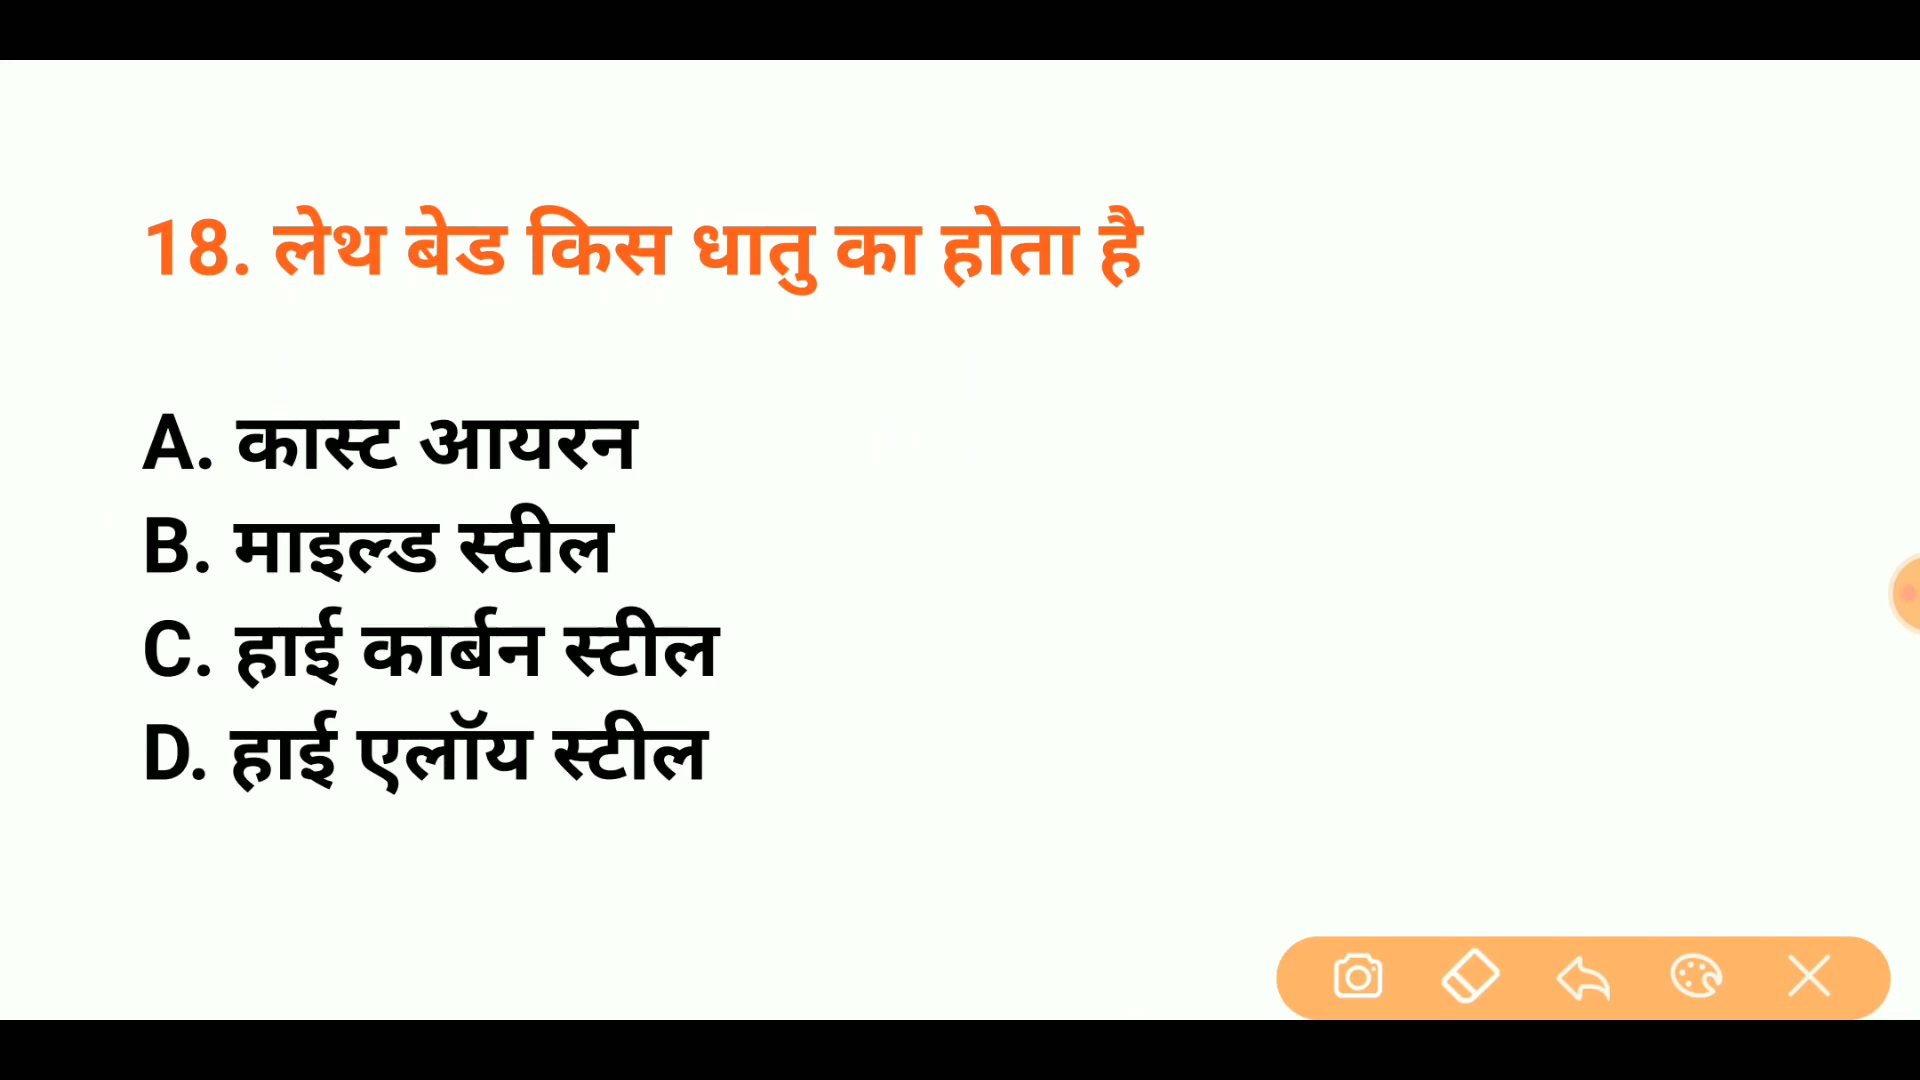 18. लेथ बेड किस धातु का होता है
A. कास्ट आयरन
B. माइल्ड स्टील
C. हाई कार्बन स्टील
D. हाई एलॉय स्टील